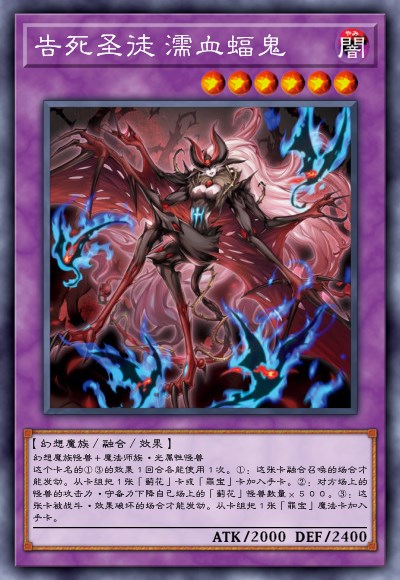 告死圣徒 濡血蝠鬼
やみ
闇
【幻想魔族／融合／效果】
幻想魔族怪兽＋魔法师族・光属性怪兽
这个卡名的①③的效果1回合各能使用1次。①：这张卡融合召唤的场合才
能发动。从卡组把1张「蓟花」卡或「罪宝」卡加入手卡。②：对方场上的
怪兽的攻击力・守备力下降自己场上的「蓟花」怪兽数量×500。③：这
张卡被战斗・效果破坏的场合才能发动。从卡组把1张「罪宝」魔法卡加入
手卡。
ATK/2000 DEF/2400